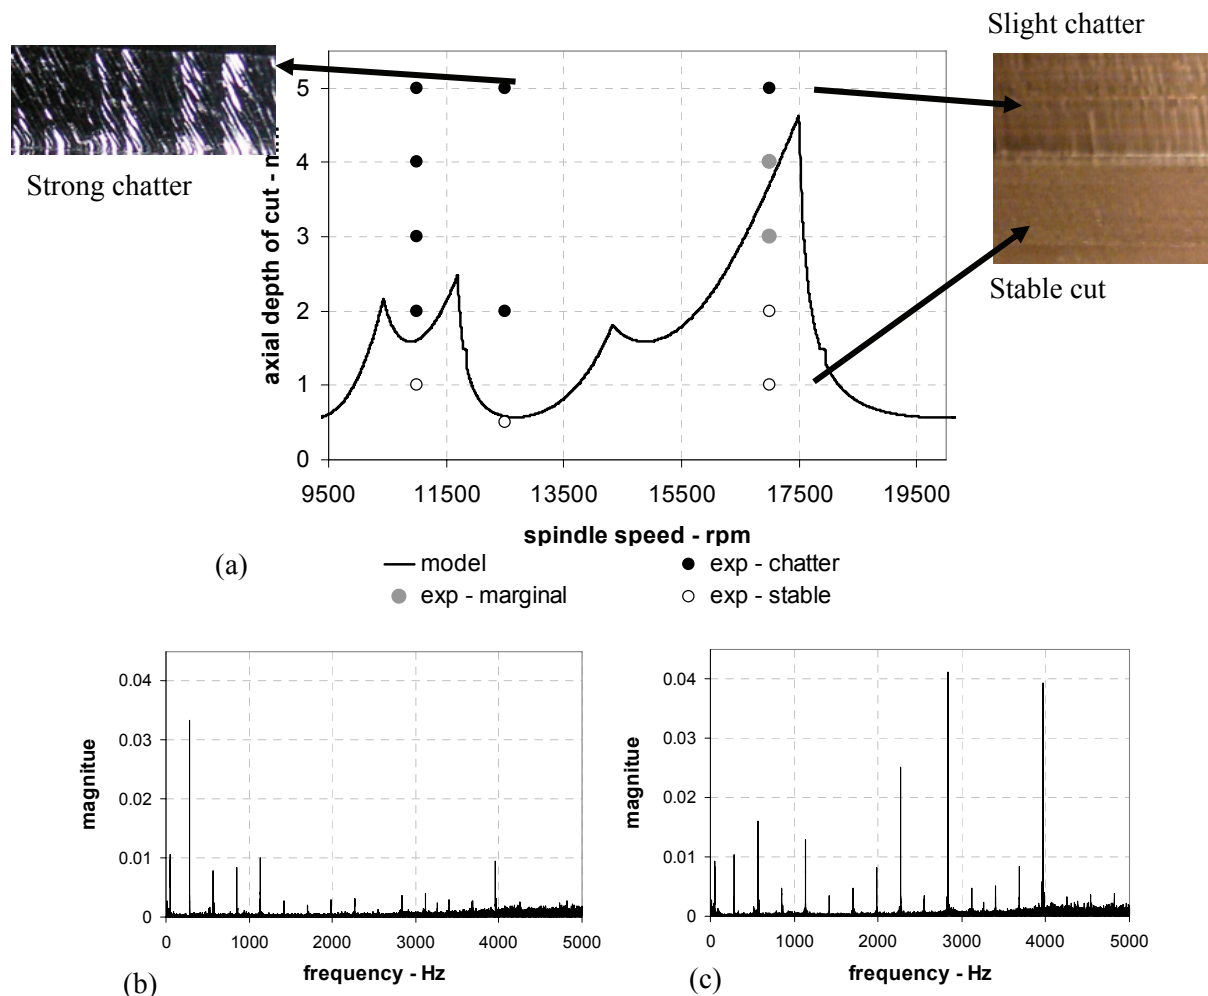 Slight chatter
Strong chatter
Stable cut
axial depth of cut -
5
4
3
2
1
0
9500 11500 13500 15500 17500 19500
spindle speed - rpm
(a)
model exp - chatter
exp - marginal exp - stable
magnitue
0.04
0.03
0.02
0.01
0
0 1000 2000 3000 4000 5000
frequency - Hz
(b)
magnitue
0.04
0.03
0.02
0.01
0
0 1000 2000 3000 4000 5000
frequency - Hz
(c)